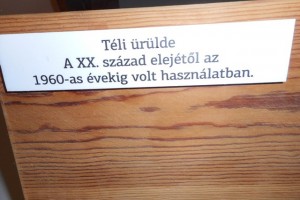 Téli ürülde
A XX. század elejétől az
1960-as évekig volt használatban.